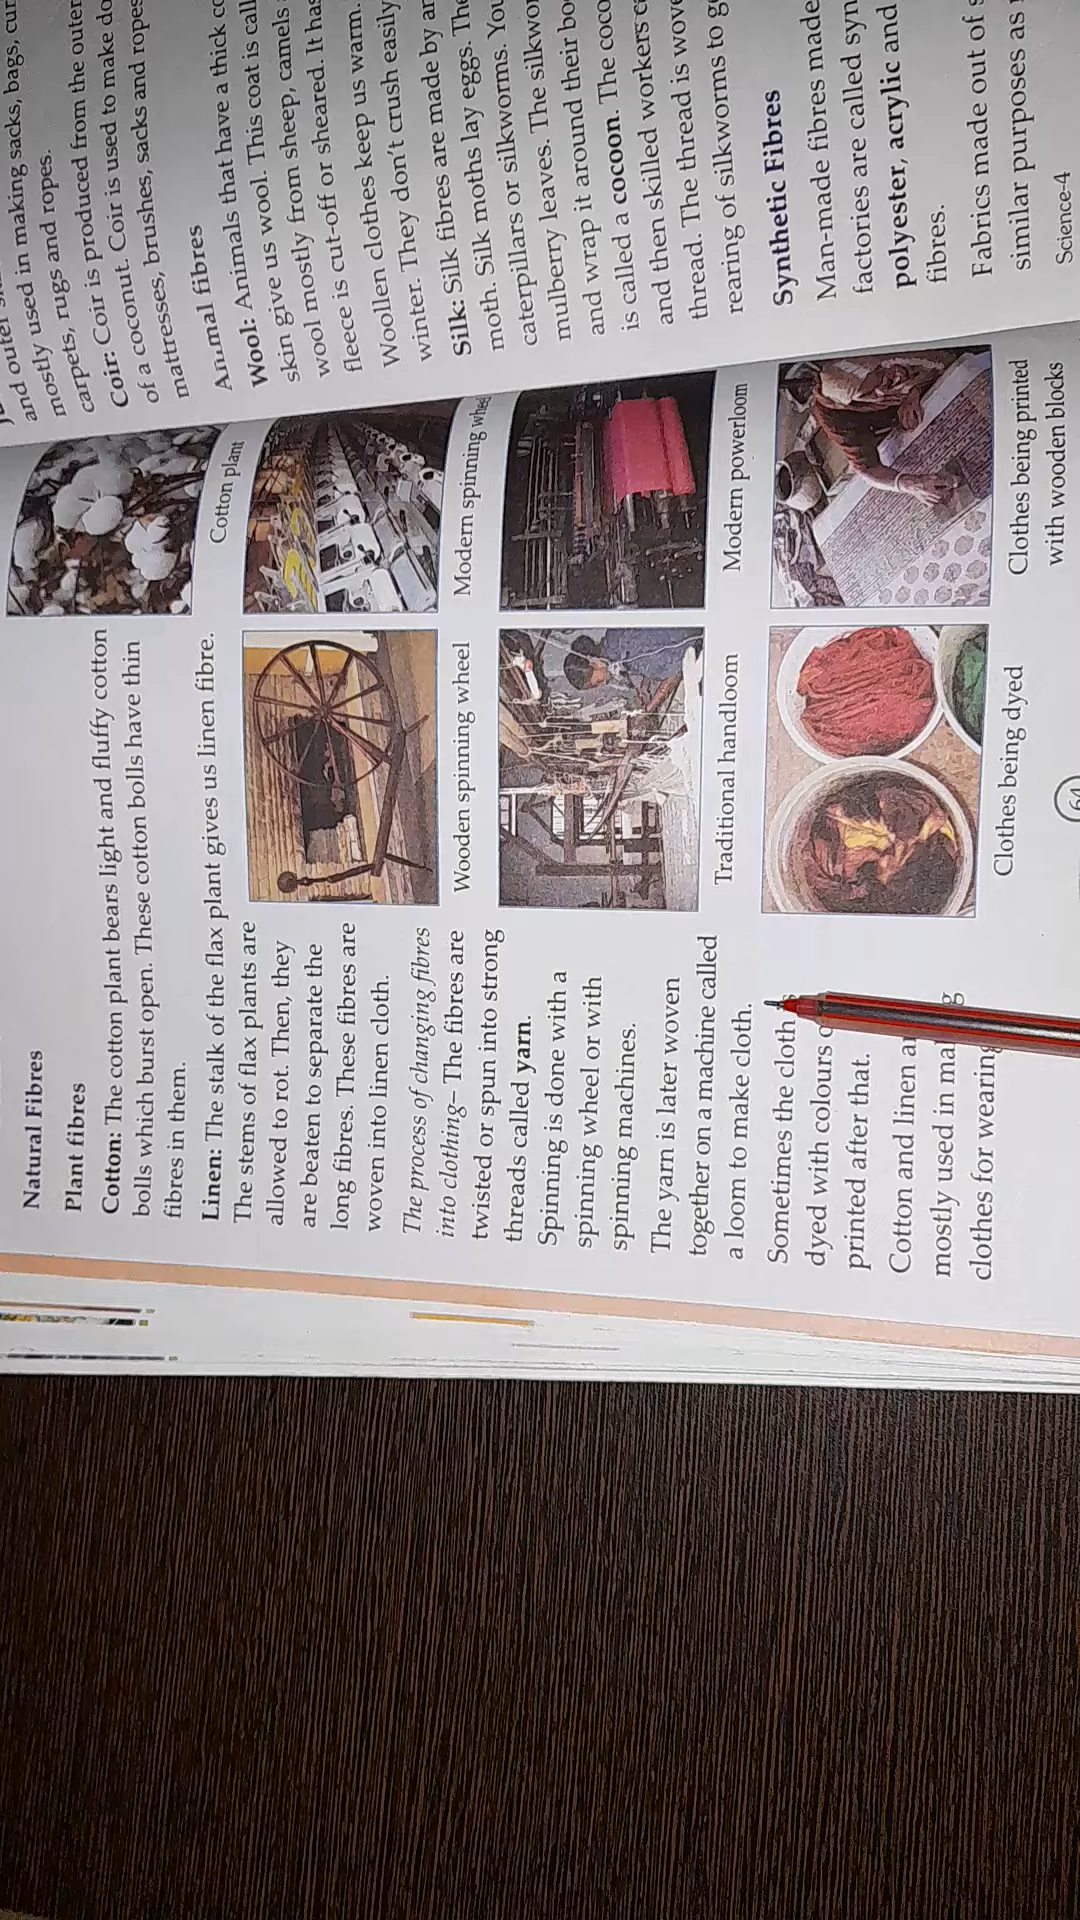 Natural Fibres
Plant fibres
Cotton: The cotton plant bears light and fluffy cotton
bolls which burst open. These cotton bolls have thin
fibres in them.
Linen: The stalk of the flax plant gives us linen fibre.
The stems of flax plants are
allowed to rot. Then, they
are beaten to separate the
long fibres. These fibres are
woven into linen cloth.
The process of changing fibres
into clothing– The fibres are
twisted or spun into strong
threads called yarn.
Spinning is done with a
spinning wheel or with
spinning machines.
The yarn is later woven
together on a machine called
a loom to make cloth.
Sometimes the cloth
dyed with colours
printed after that.
Cotton and linen
mostly used in
clothes for wearing
Cotton plant
Wooden spinning wheel
Modern spinning
Traditional handloom
Modern powerloom
Clothes being dyed
Clothes being printed
with wooden blocks
64
and outer
mostly used in making sacks, bags,
carpets, rugs and ropes.
Coir: Coir is produced from the outer
of a coconut. Coir is used to make
mattresses, brushes, sacks and ropes
Animal fibres
Wool: Animals that have a thick
skin give us wool. This coat is
wool mostly from sheep, camels
fleece is cut-off or sheared. It
Woollen clothes keep us warm.
winter. They don't crush easily
Silk: Silk fibres are made by
moth. Silk moths lay eggs.
caterpillars or silkworms.
mulberry leaves. The
and wrap it around their
is called a cocoon. The
and then skilled workers
thread. The thread is
rearing of silkworms to
Synthetic Fibres
Man-made fibres made
factories are called
polyester, acrylic and
fibres.
Fabrics made out of
similar purposes as
Science-4